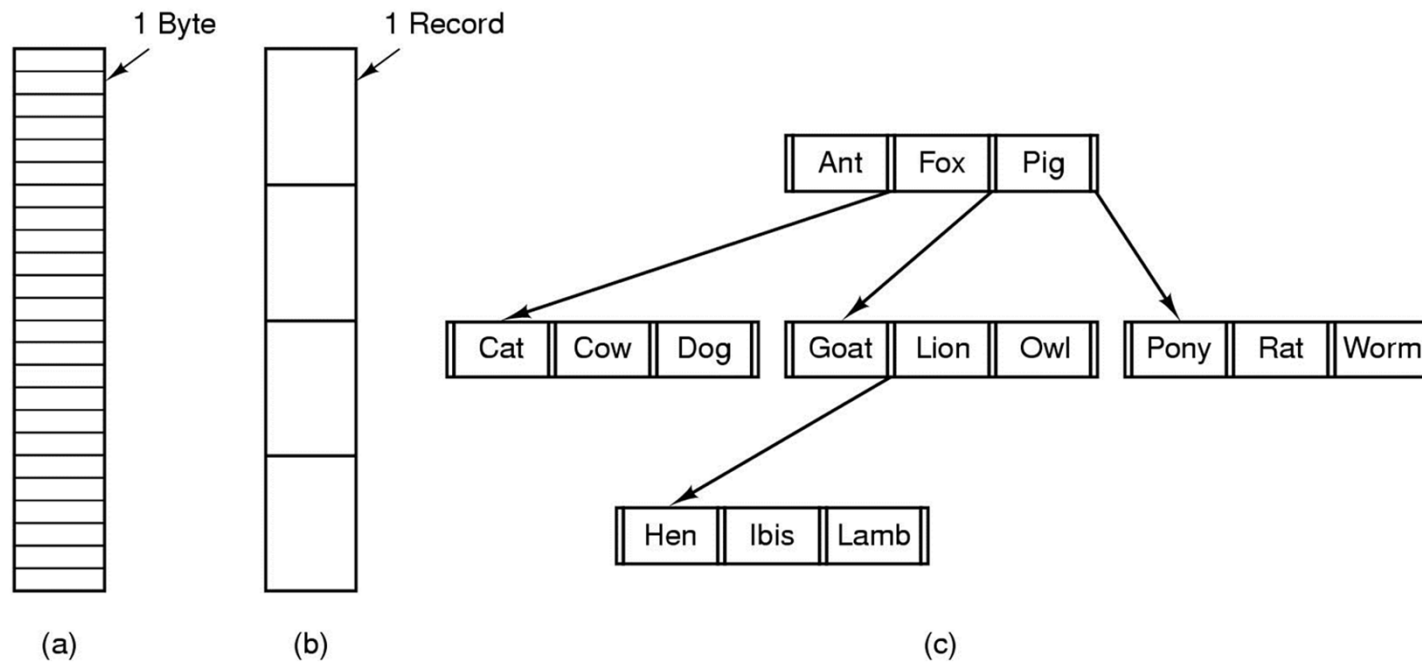 1 Byte
1 Record
Ant Fox Pig
Cat Cow Dog
Goat Lion Owl
Pony Rat Worm
Hen Ibis Lamb
(a)
(b)
(c)